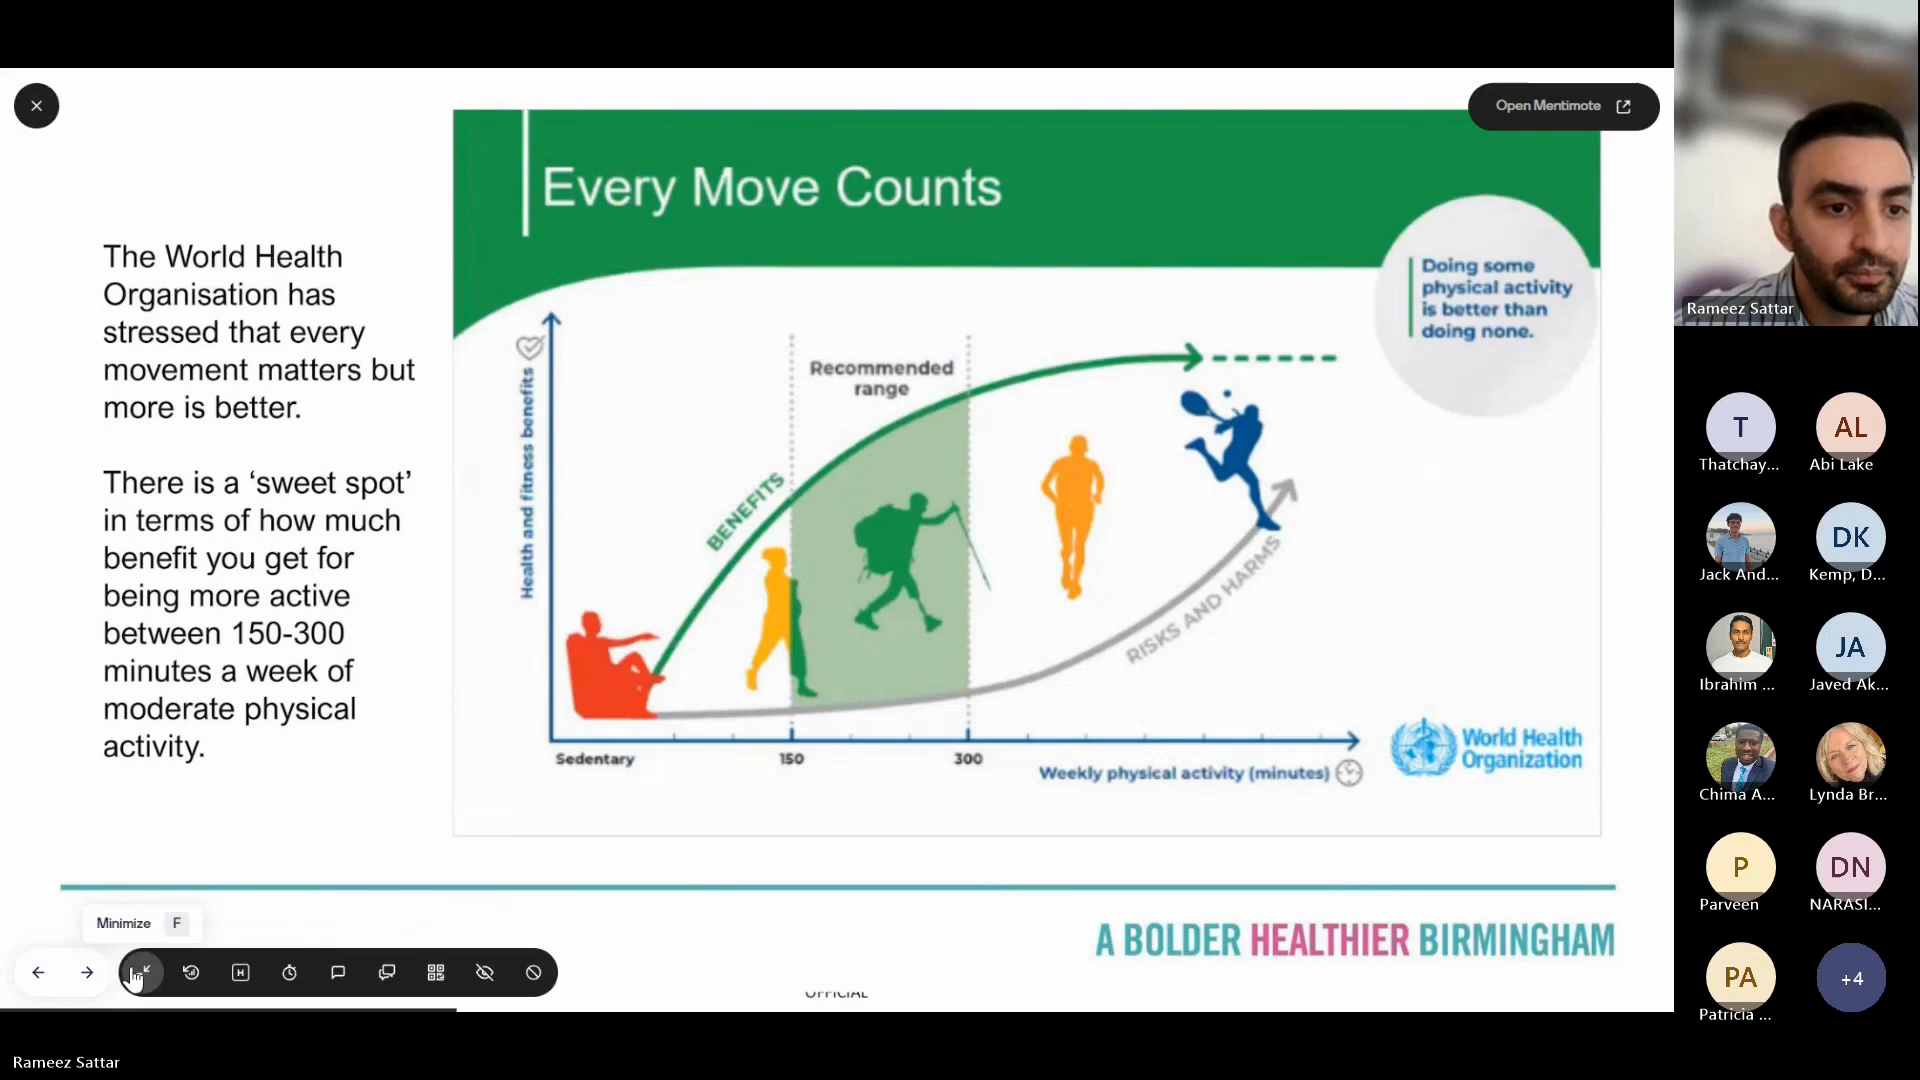 Open Mentimote
Every Move Counts
The World Health
Organisation has
stressed that every
movement matters but
more is better.
There is a ‘sweet spot’
in terms of how much
benefit you get for
being more active
between 150-300
minutes a week of
moderate physical
activity.
Doing some
physical activity
is better than
doing none.
Health and fitness benefits
Recommended
range
BENEFITS
RISKS AND HARMS
Sedentary
150
300
Weekly physical activity (minutes)
World Health
Organization
Minimize F
H
A BOLDER HEALTHIER BIRMINGHAM
OFFICIAL
Rameez Sattar
Rameez Sattar
T
AL
Thatchay...
Abi Lake
DK
Jack And...
Kemp, D...
JA
Ibrahim ...
Javed Ak...
Chima A...
Lynda Br...
P
DN
Parveen
NARASI...
PA
+4
Patricia ...